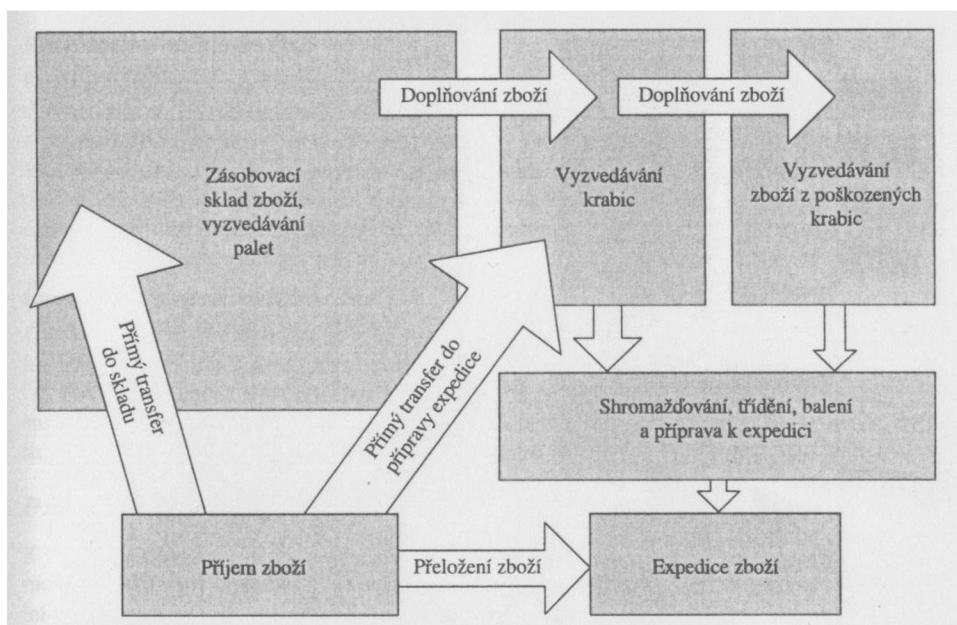 Doplňování zboží
Doplňování zboží
Zásobovací
sklad zboží,
vyzvedávání
palet
Vyzvedávání
krabic
Vyzvedávání
zboží z poškozených
krabic
Přímý transfer
do skladu
Přímý transfer do
přípravy expedice
Shromažďování, třídění, balení
a příprava k expedici
Příjem zboží
Přeložení zboží
Expedice zboží